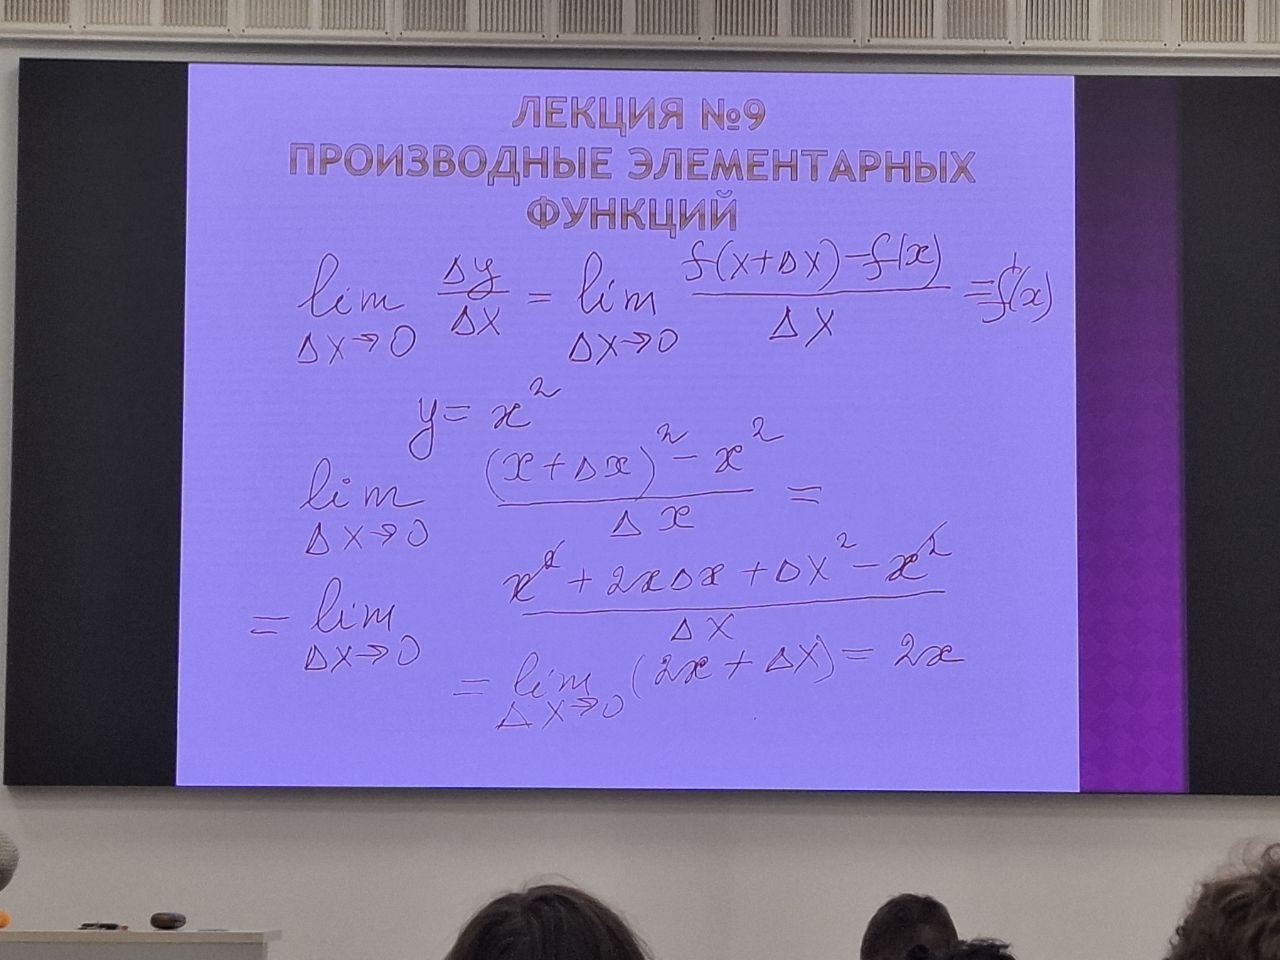 ЛЕКЦИЯ №9
ПРОИЗВОДНЫЕ ЭЛЕМЕНТАРНЫХ
ФУНКЦИЙ
lim Δx→0 Δy/Δx = lim Δx→0 (f(x+Δx)-f(x))/Δx = f'(x)
y = x²
lim Δx→0 ((x+Δx)² - x²)/Δx =
= lim Δx→0 (x² + 2xΔx + Δx² - x²)/Δx
= lim Δx→0 (2x + Δx) = 2x